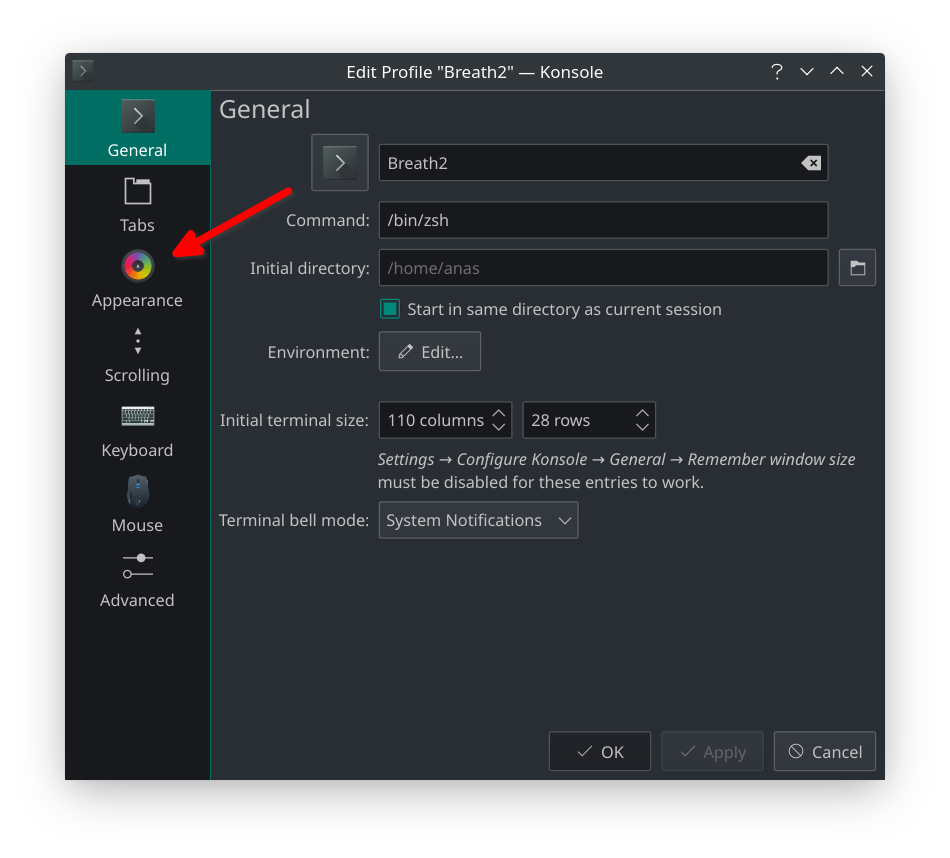 Edit Profile "Breath2" — Konsole
General
Tabs
Appearance
Scrolling
Keyboard
Mouse
Advanced
General
Breath2
Command: /bin/zsh
Initial directory: /home/anas
Start in same directory as current session
Environment: Edit...
Initial terminal size: 110 columns 28 rows
Settings → Configure Konsole → General → Remember window size
must be disabled for these entries to work.
Terminal bell mode: System Notifications
OK Apply Cancel